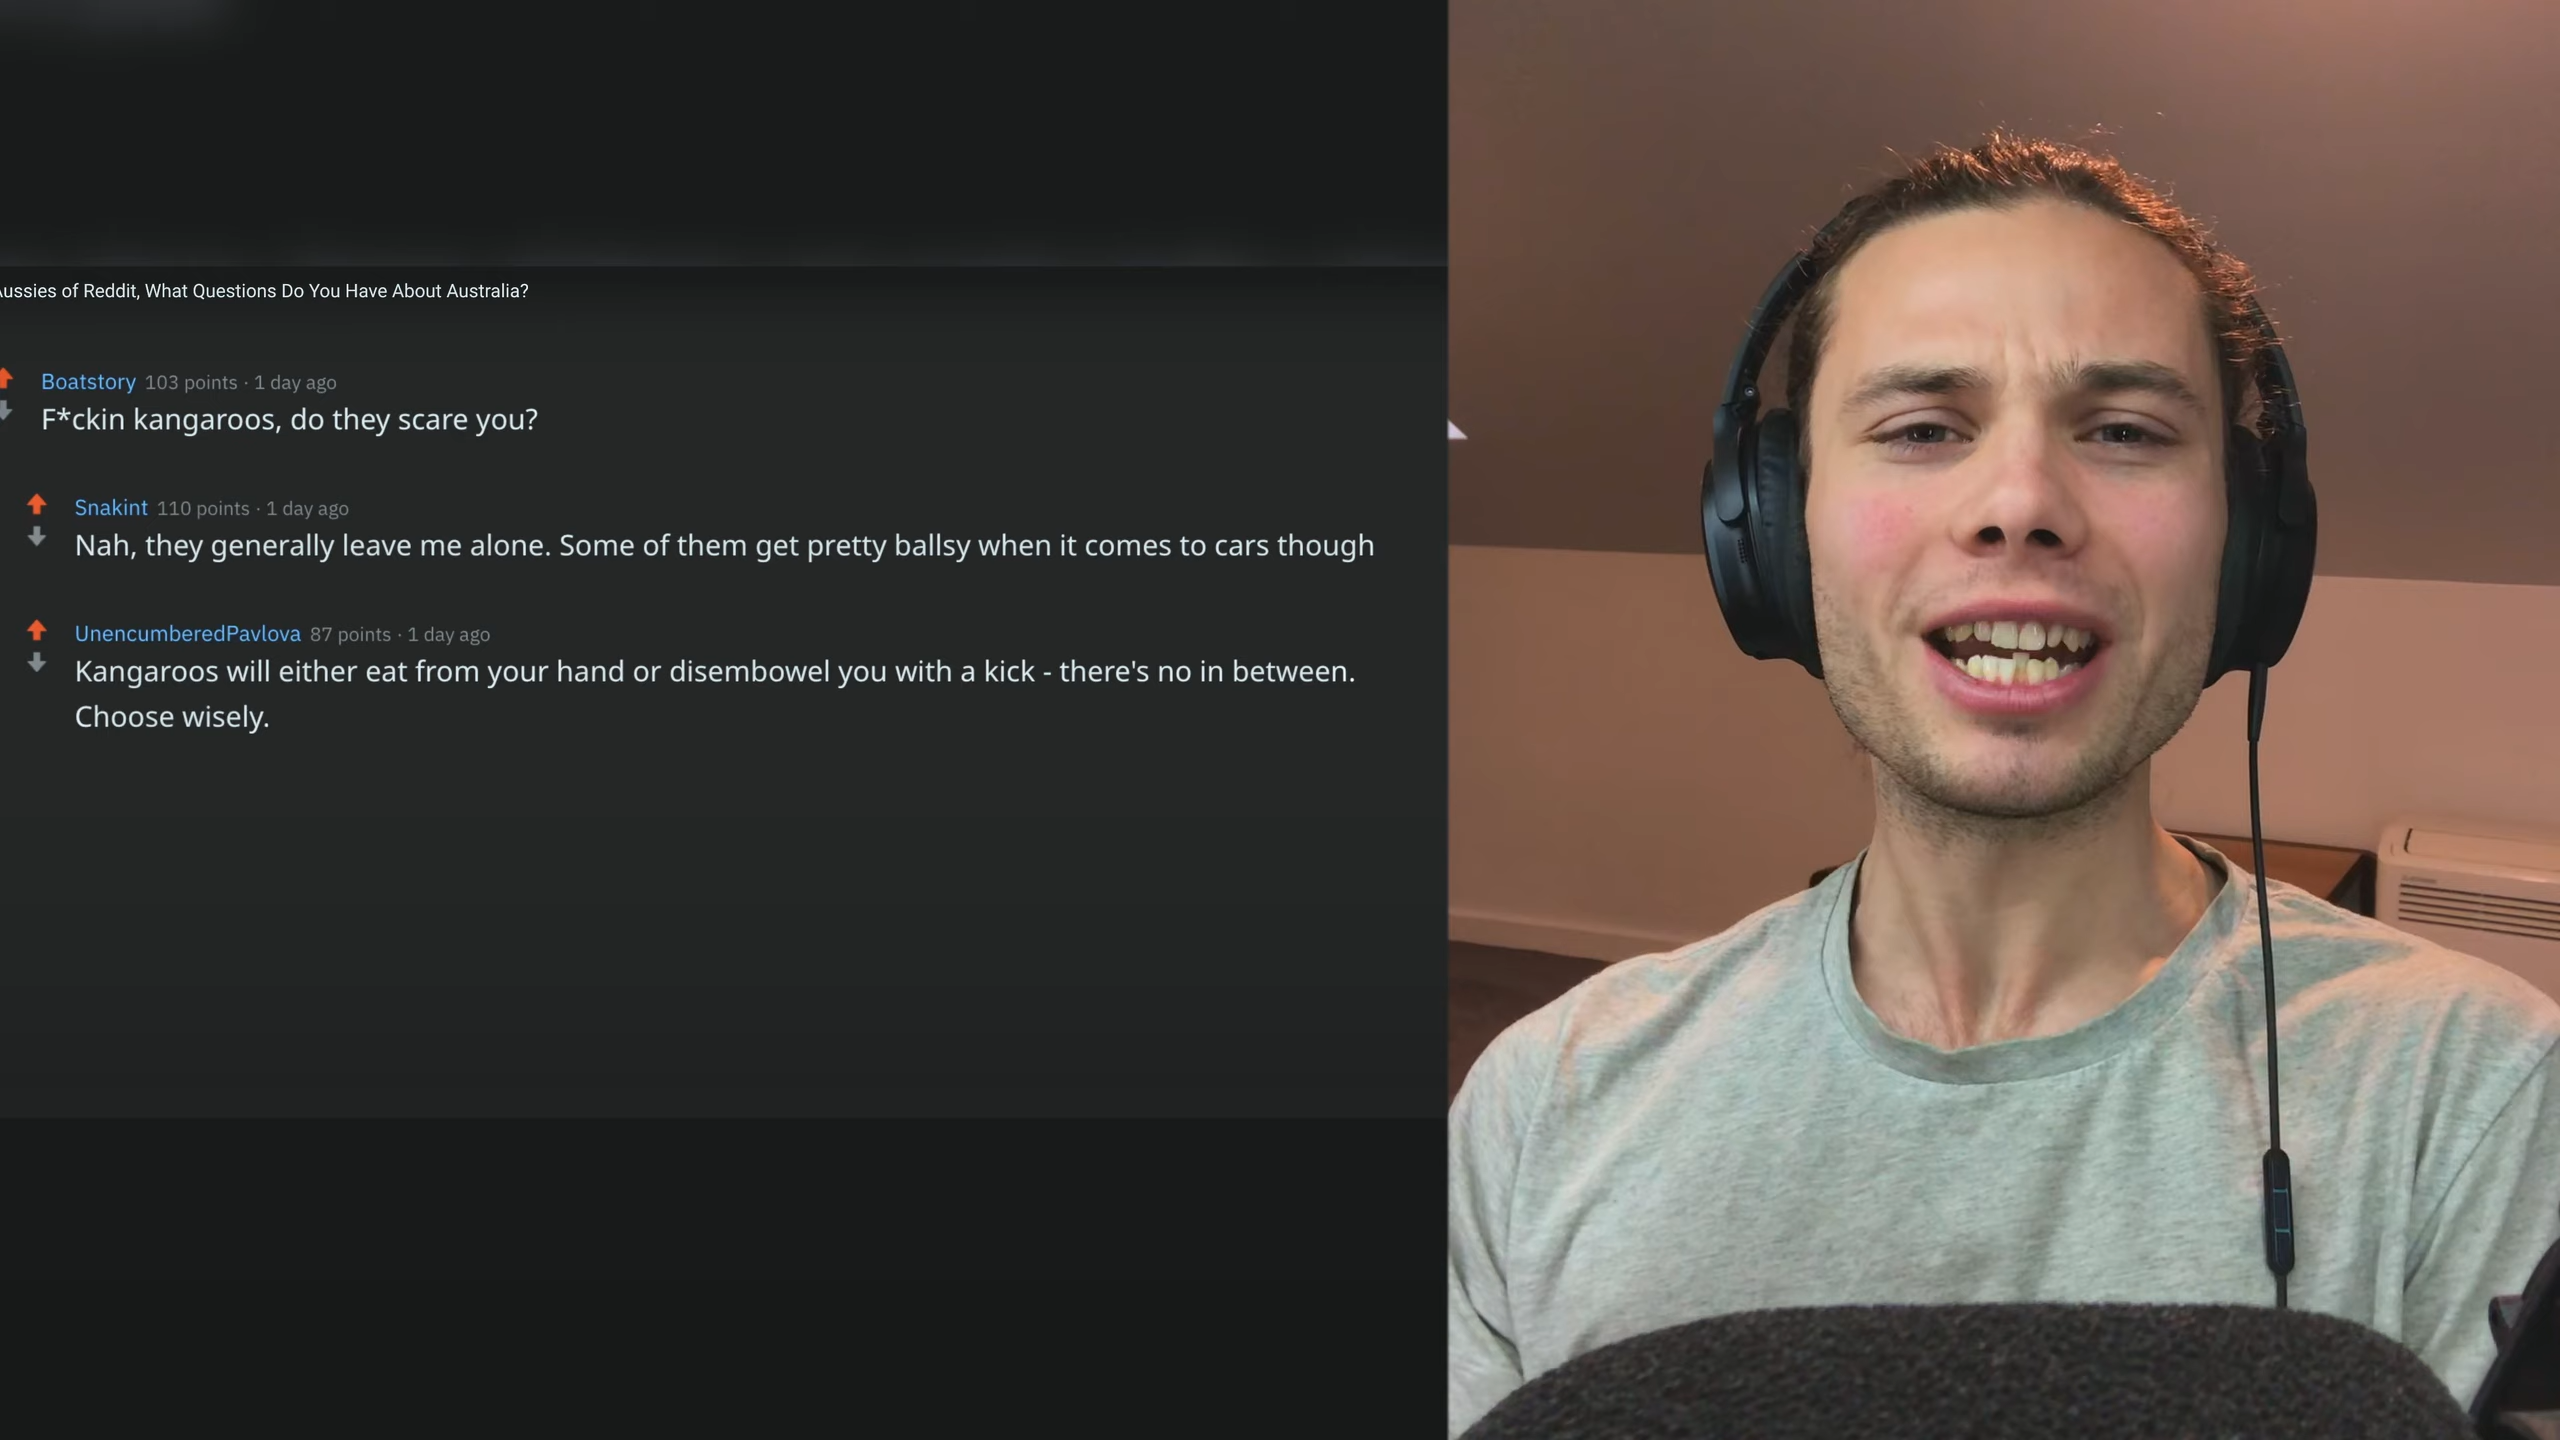 ussies of Reddit, What Questions Do You Have About Australia?
Boatstory 103 points · 1 day ago
F*ckin kangaroos, do they scare you?
Snakint 110 points · 1 day ago
Nah, they generally leave me alone. Some of them get pretty ballsy when it comes to cars though
UnencumberedPavlova 87 points · 1 day ago
Kangaroos will either eat from your hand or disembowel you with a kick - there's no in between.
Choose wisely.